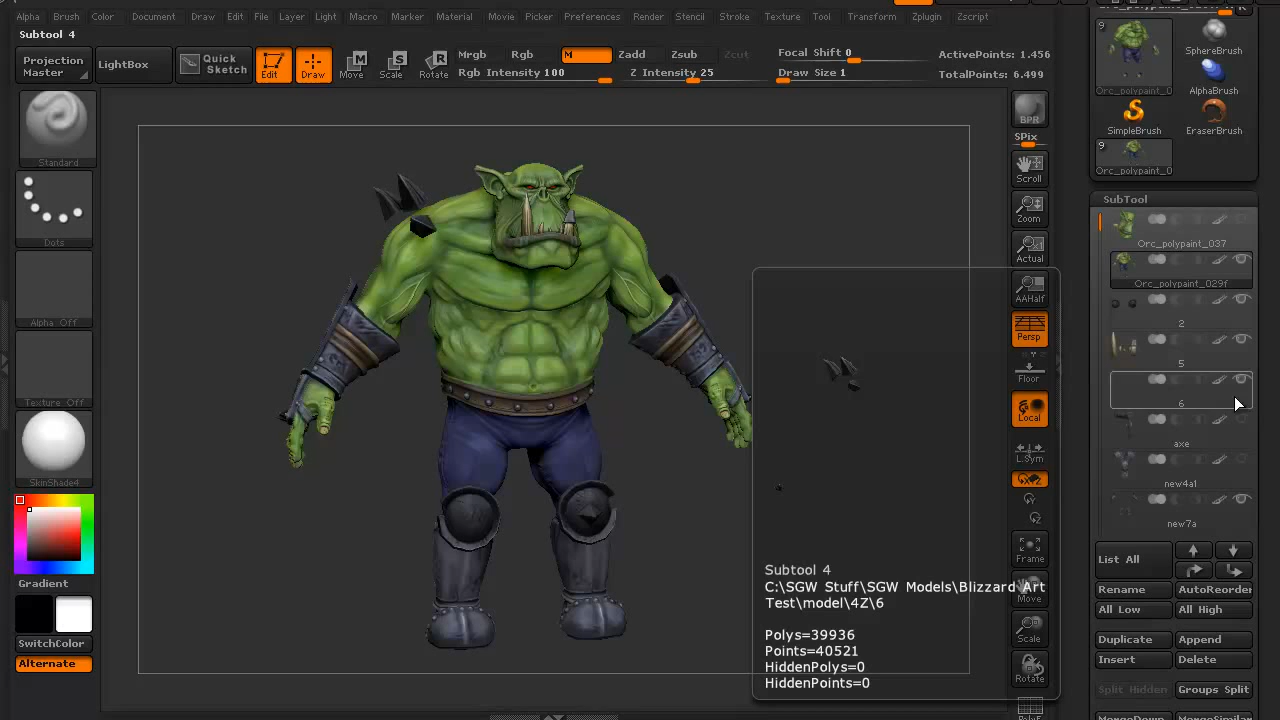 Alpha Brush Color Document Draw Edit File Layer Light Macro Marker Material Movie Picker Preferences Render Stencil Stroke Texture Tool Transform Zplugin Zscript
Subtool 4
Projection
Master
LightBox
Quick
Sketch
Edit
Draw
Move
Scale
Rotate
Mrgb Rgb M Zadd Zsub Zcut
Rgb Intensity 100
Z Intensity 25
Focal Shift 0
Draw Size 1
ActivePoints: 1.456
TotalPoints: 6.499
Standard
Dots
Alpha Off
Texture Off
SkinShade4
Gradient
SwitchColor
Alternate
BPR
SPix
Scroll
Zoom
Actual
AAHalf
Persp
Floor
Local
L.Sym
Frame
Move
Scale
Rotate
Subtool 4
C:\SGW Stuff\SGW Models\Blizzard Art
Test\model\4Z\6
Polys=39936
Points=40521
HiddenPolys=0
HiddenPoints=0
9
Orc_polypaint_0
SphereBrush
AlphaBrush
SimpleBrush
EraserBrush
9
Orc_polypaint_0
SubTool
Orc_polypaint_037
Orc_polypaint_029f
2
5
6
axe
new4a1
new7a
List All
Rename AutoReorder
All Low All High
Duplicate Append
Insert Delete
Split Hidden Groups Split